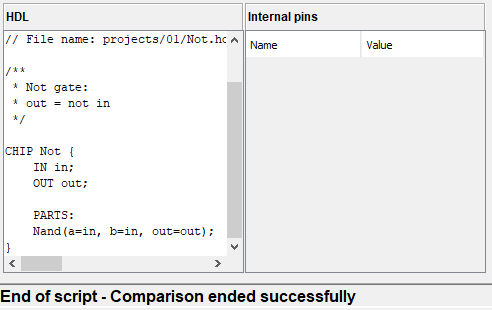 HDL
Internal pins
// File name: projects/01/Not.hd
Name
Value
/**
 * Not gate:
 * out = not in
 */
CHIP Not {
    IN in;
    OUT out;
    PARTS:
    Nand(a=in, b=in, out=out);
}
End of script - Comparison ended successfully